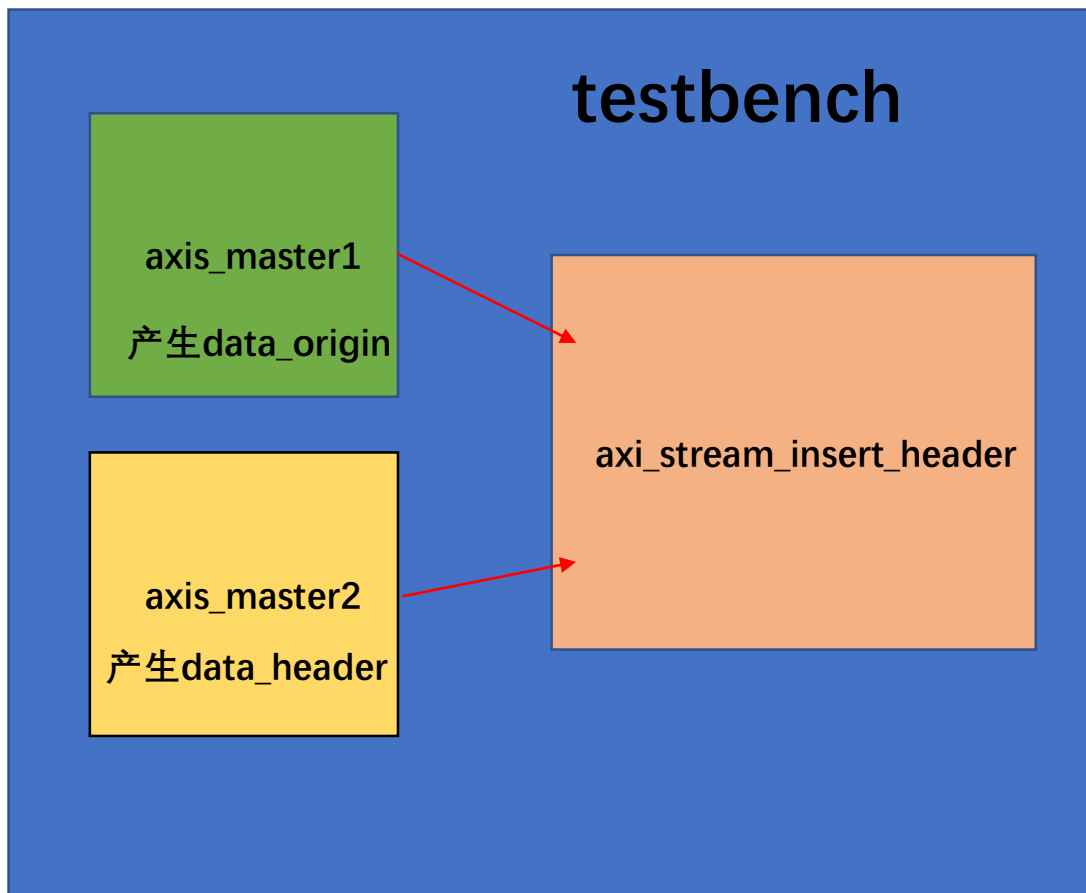 testbench
axis_master1
产生data_origin
axi_stream_insert_header
axis_master2
产生data_header